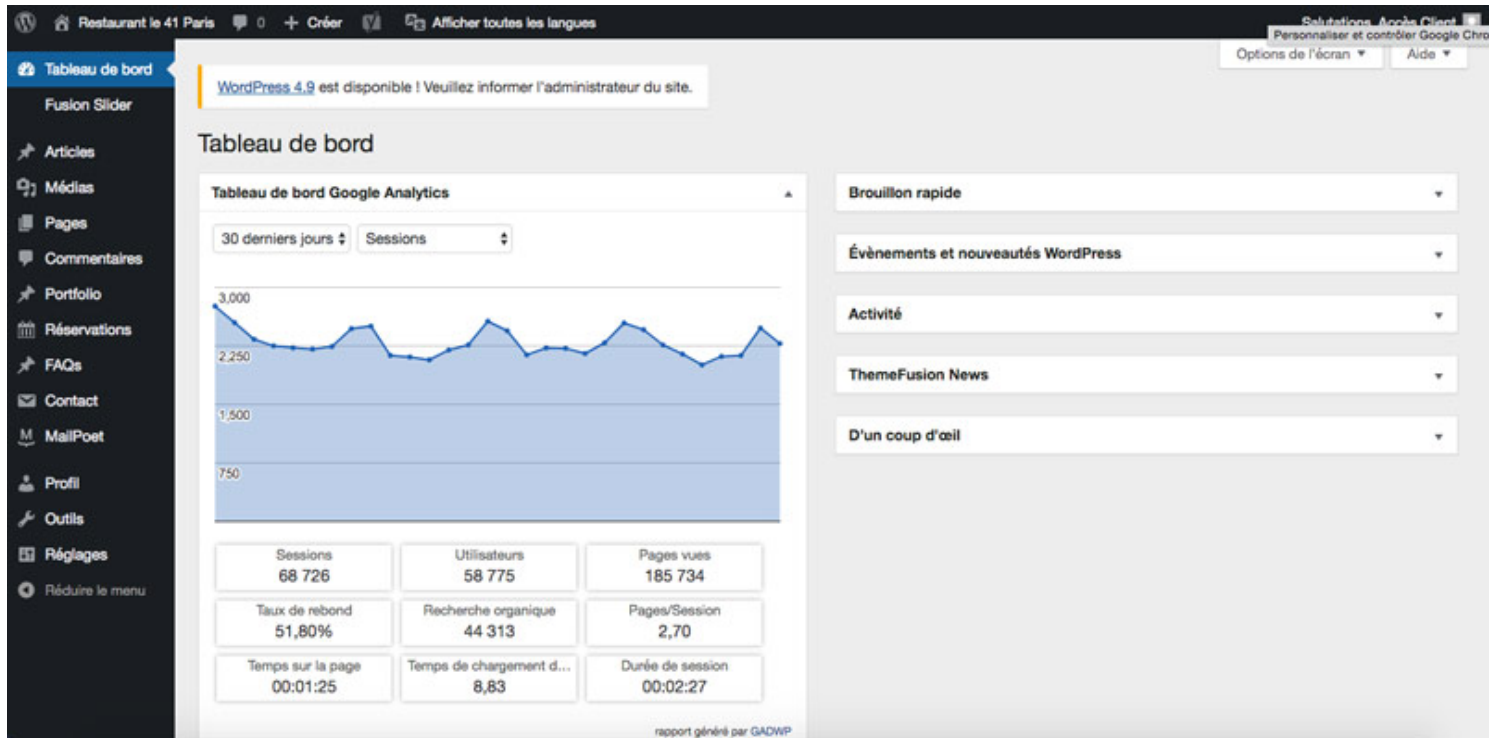 Restaurant le 41 Paris 0 + Créer Afficher toutes les langues
Salutations, Accès Client
Personnaliser et contrôler Google Chro
Options de l'écran ▼ Aide ▼
Tableau de bord
Fusion Slider
Articles
Médias
Pages
Commentaires
Portfolio
Réservations
FAQs
Contact
MailPoet
Profil
Outils
Réglages
Réduire le menu
WordPress 4.9 est disponible ! Veuillez informer l'administrateur du site.
Tableau de bord
Tableau de bord Google Analytics
30 derniers jours Sessions
3,000
2,250
1,500
750
Sessions
68 726
Utilisateurs
58 775
Pages vues
185 734
Taux de rebond
51,80%
Recherche organique
44 313
Pages/Session
2,70
Temps sur la page
00:01:25
Temps de chargement d...
8,83
Durée de session
00:02:27
rapport généré par GADWP
Brouillon rapide
Évènements et nouveautés WordPress
Activité
ThemeFusion News
D'un coup d'œil